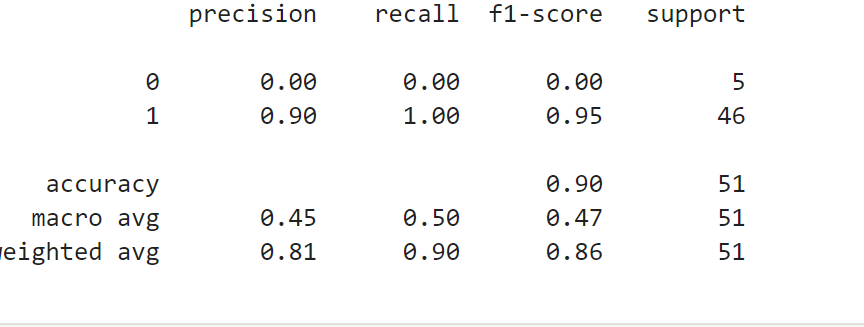 precision recall f1-score support
0 0.00 0.00 0.00 5
1 0.90 1.00 0.95 46
accuracy 0.90 51
macro avg 0.45 0.50 0.47 51
eighted avg 0.81 0.90 0.86 51